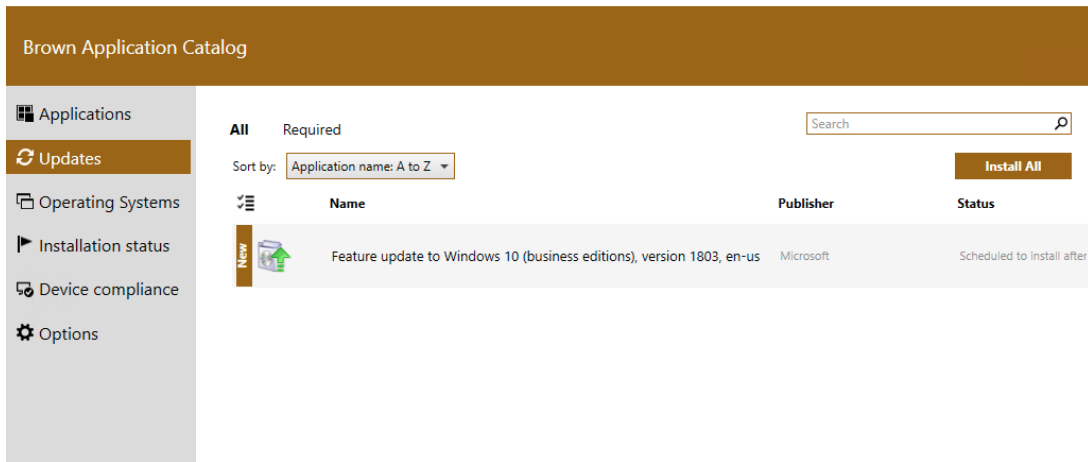 Brown Application Catalog
Applications
Updates
Operating Systems
Installation status
Device compliance
Options
All Required
Search
Sort by: Application name: A to Z
Install All
Name Publisher Status
New
Feature update to Windows 10 (business editions), version 1803, en-us Microsoft Scheduled to install after